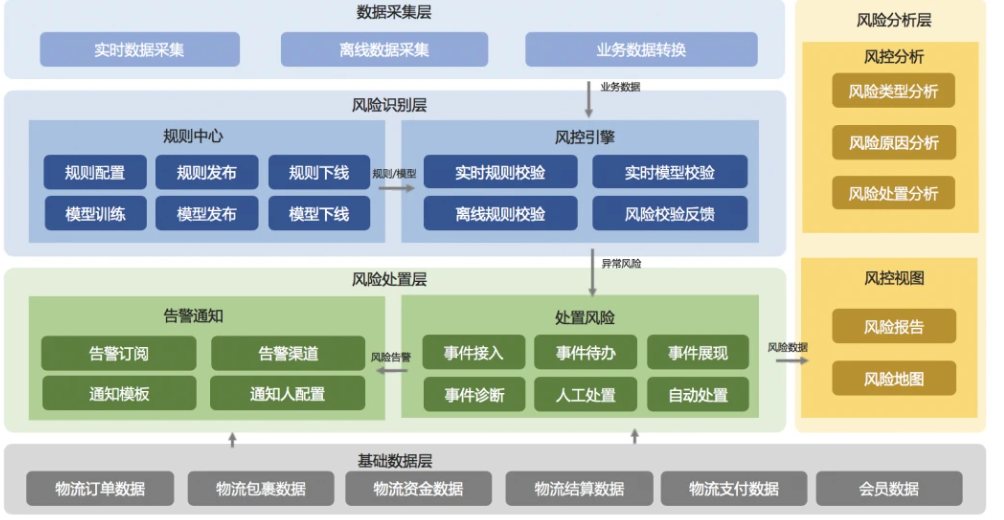 数据采集层
实时数据采集
离线数据采集
业务数据转换
业务数据
风险识别层
规则中心
规则配置
规则发布
规则下线
模型训练
模型发布
模型下线
规则/模型
风控引擎
实时规则校验
实时模型校验
离线规则校验
风险校验反馈
异常风险
风险处置层
告警通知
告警订阅
告警渠道
通知模板
通知人配置
风险告警
处置风险
事件接入
事件待办
事件展现
事件诊断
人工处置
自动处置
风险数据
风险分析层
风控分析
风险类型分析
风险原因分析
风险处置分析
风控视图
风险报告
风险地图
基础数据层
物流订单数据
物流包裹数据
物流资金数据
物流结算数据
物流支付数据
会员数据